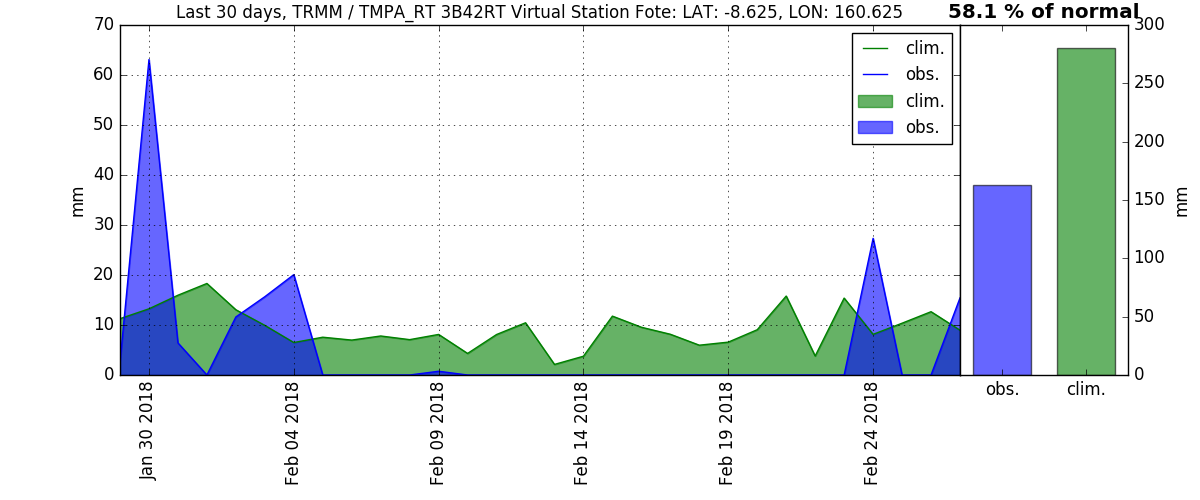 Last 30 days, TRMM / TMPA_RT 3B42RT Virtual Station Fote: LAT: -8.625, LON: 160.625
58.1 % of normal
70
60
50
40
30
20
10
0
mm
clim.
obs.
clim.
obs.
Jan 30 2018
Feb 04 2018
Feb 09 2018
Feb 14 2018
Feb 19 2018
Feb 24 2018
300
250
200
150
100
50
0
mm
obs.
clim.